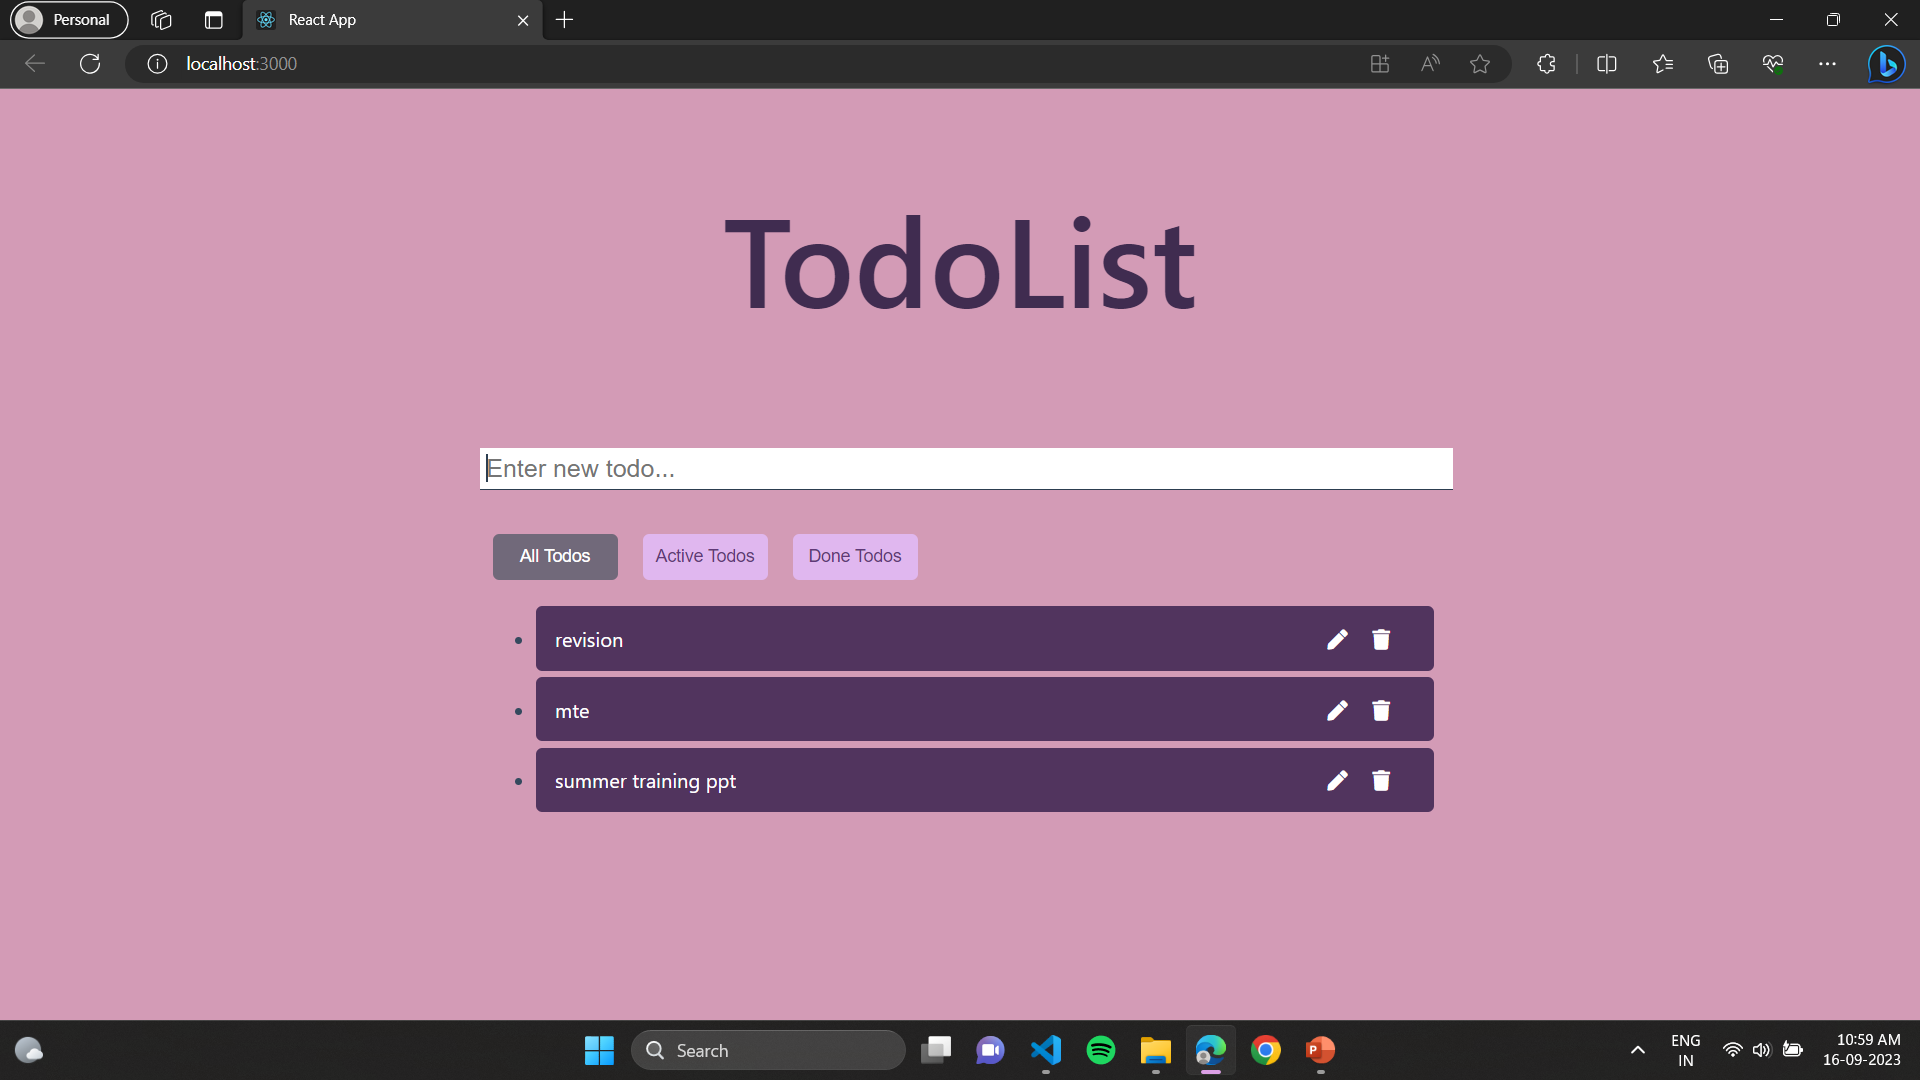 Personal
React App
localhost:3000
TodoList
Enter new todo...
All Todos
Active Todos
Done Todos
revision
mte
summer training ppt
Search
ENG
IN
10:59 AM
16-09-2023